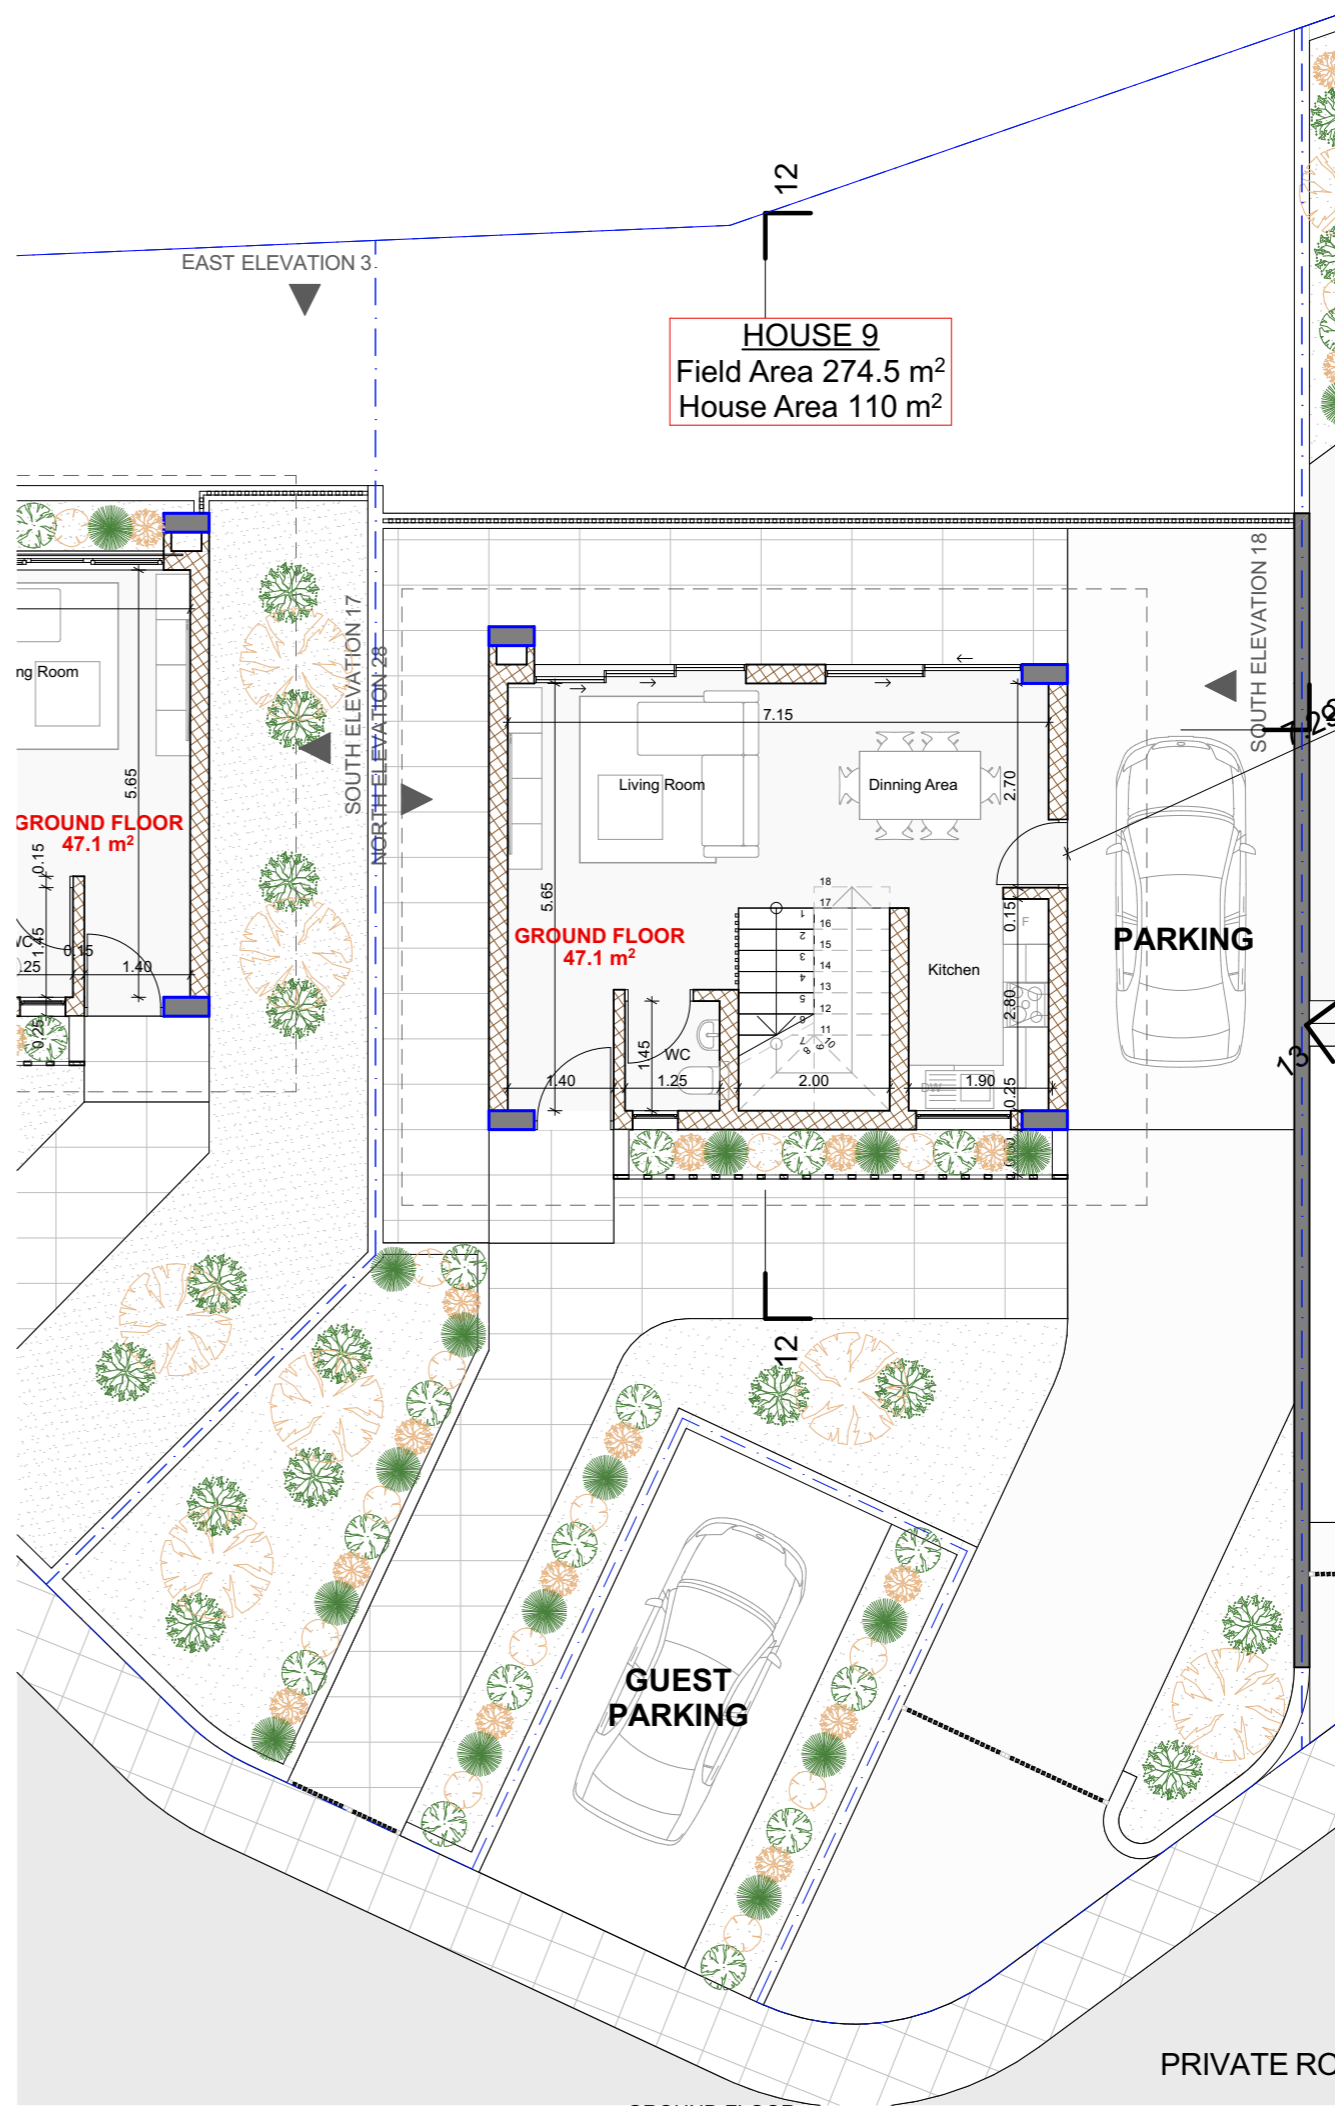 12
EAST ELEVATION 3
HOUSE 9
Field Area 274.5 m²
House Area 110 m²
SOUTH ELEVATION 17
NORTH ELEVATION 28
SOUTH ELEVATION 18
ng Room
5.65
GROUND FLOOR
47.1 m²
0.15
1.45
0.15
.25
1.40
0.25
7.15
Living Room
Dinning Area
2.70
5.65
GROUND FLOOR
47.1 m²
18
17
16
15
14
13
12
11
10
9
8
7
6
5
4
3
2
1
0.15
F
Kitchen
2.80
PARKING
WC
1.45
1.40
1.25
2.00
DW
1.90
0.25
13
12
GUEST
PARKING
PRIVATE RO